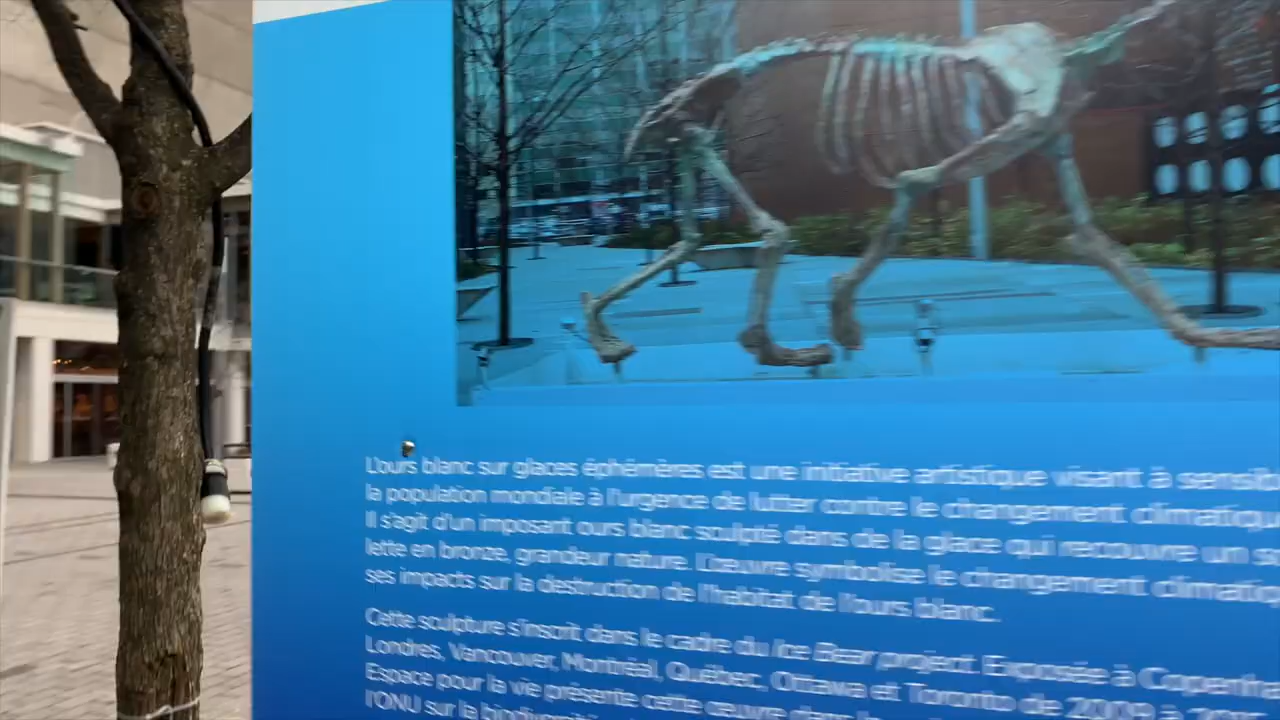 L'ours blanc sur glaces éphémères est une initiative artistique visant à sensib
la population mondiale à l'urgence de lutter contre le changement climatiqu
Il s'agit d'un imposant ours blanc sculpté dans de la glace qui recouvre un s
lette en bronze, grandeur nature. L'œuvre symbolise le changement climatiq
ses impacts sur la destruction de l'habitat de l'ours blanc.
Cette sculpture s'inscrit dans le cadre du Ice Bear project. Exposée à Copenha
Londres, Vancouver, Montréal, Québec, Ottawa et Toronto de 2009 à
Espace pour la vie présente cette œuvre dans le
l'ONU sur la biodiversité